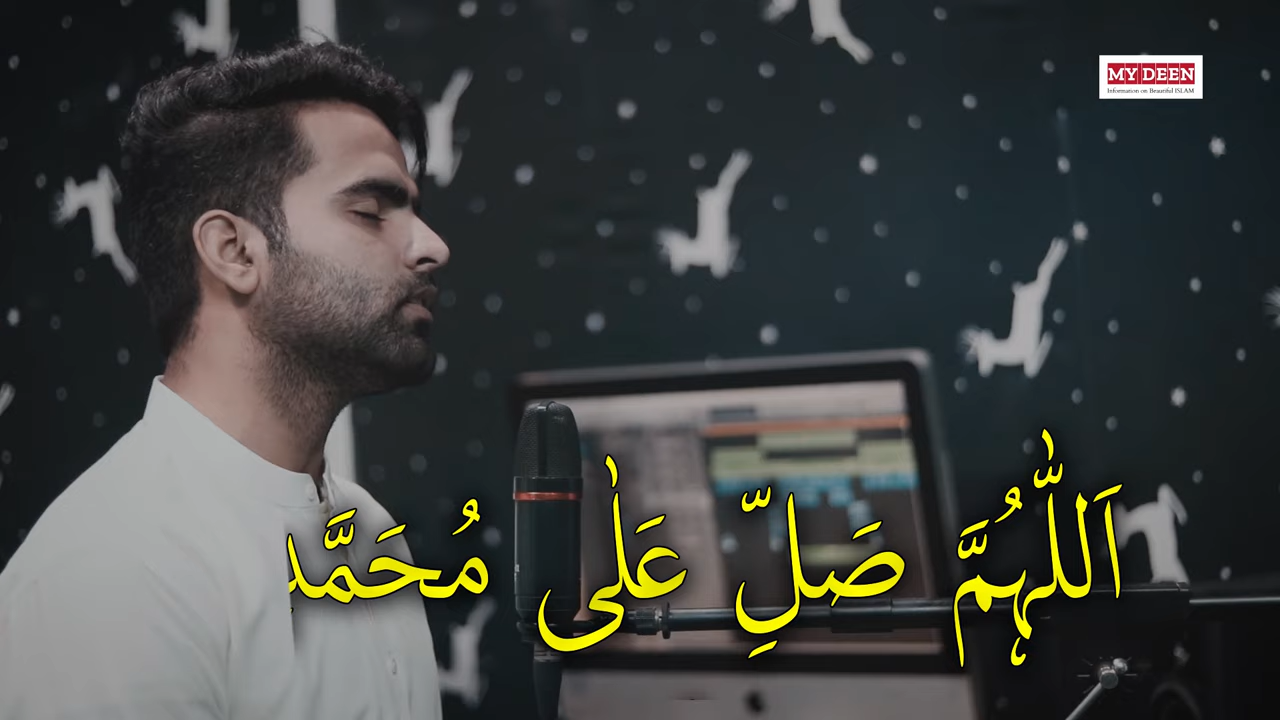 MY DEEN
Information on Beautiful ISLAM
اَللّٰہُمَّ صَلِّ عَلٰی مُحَمَّدِ